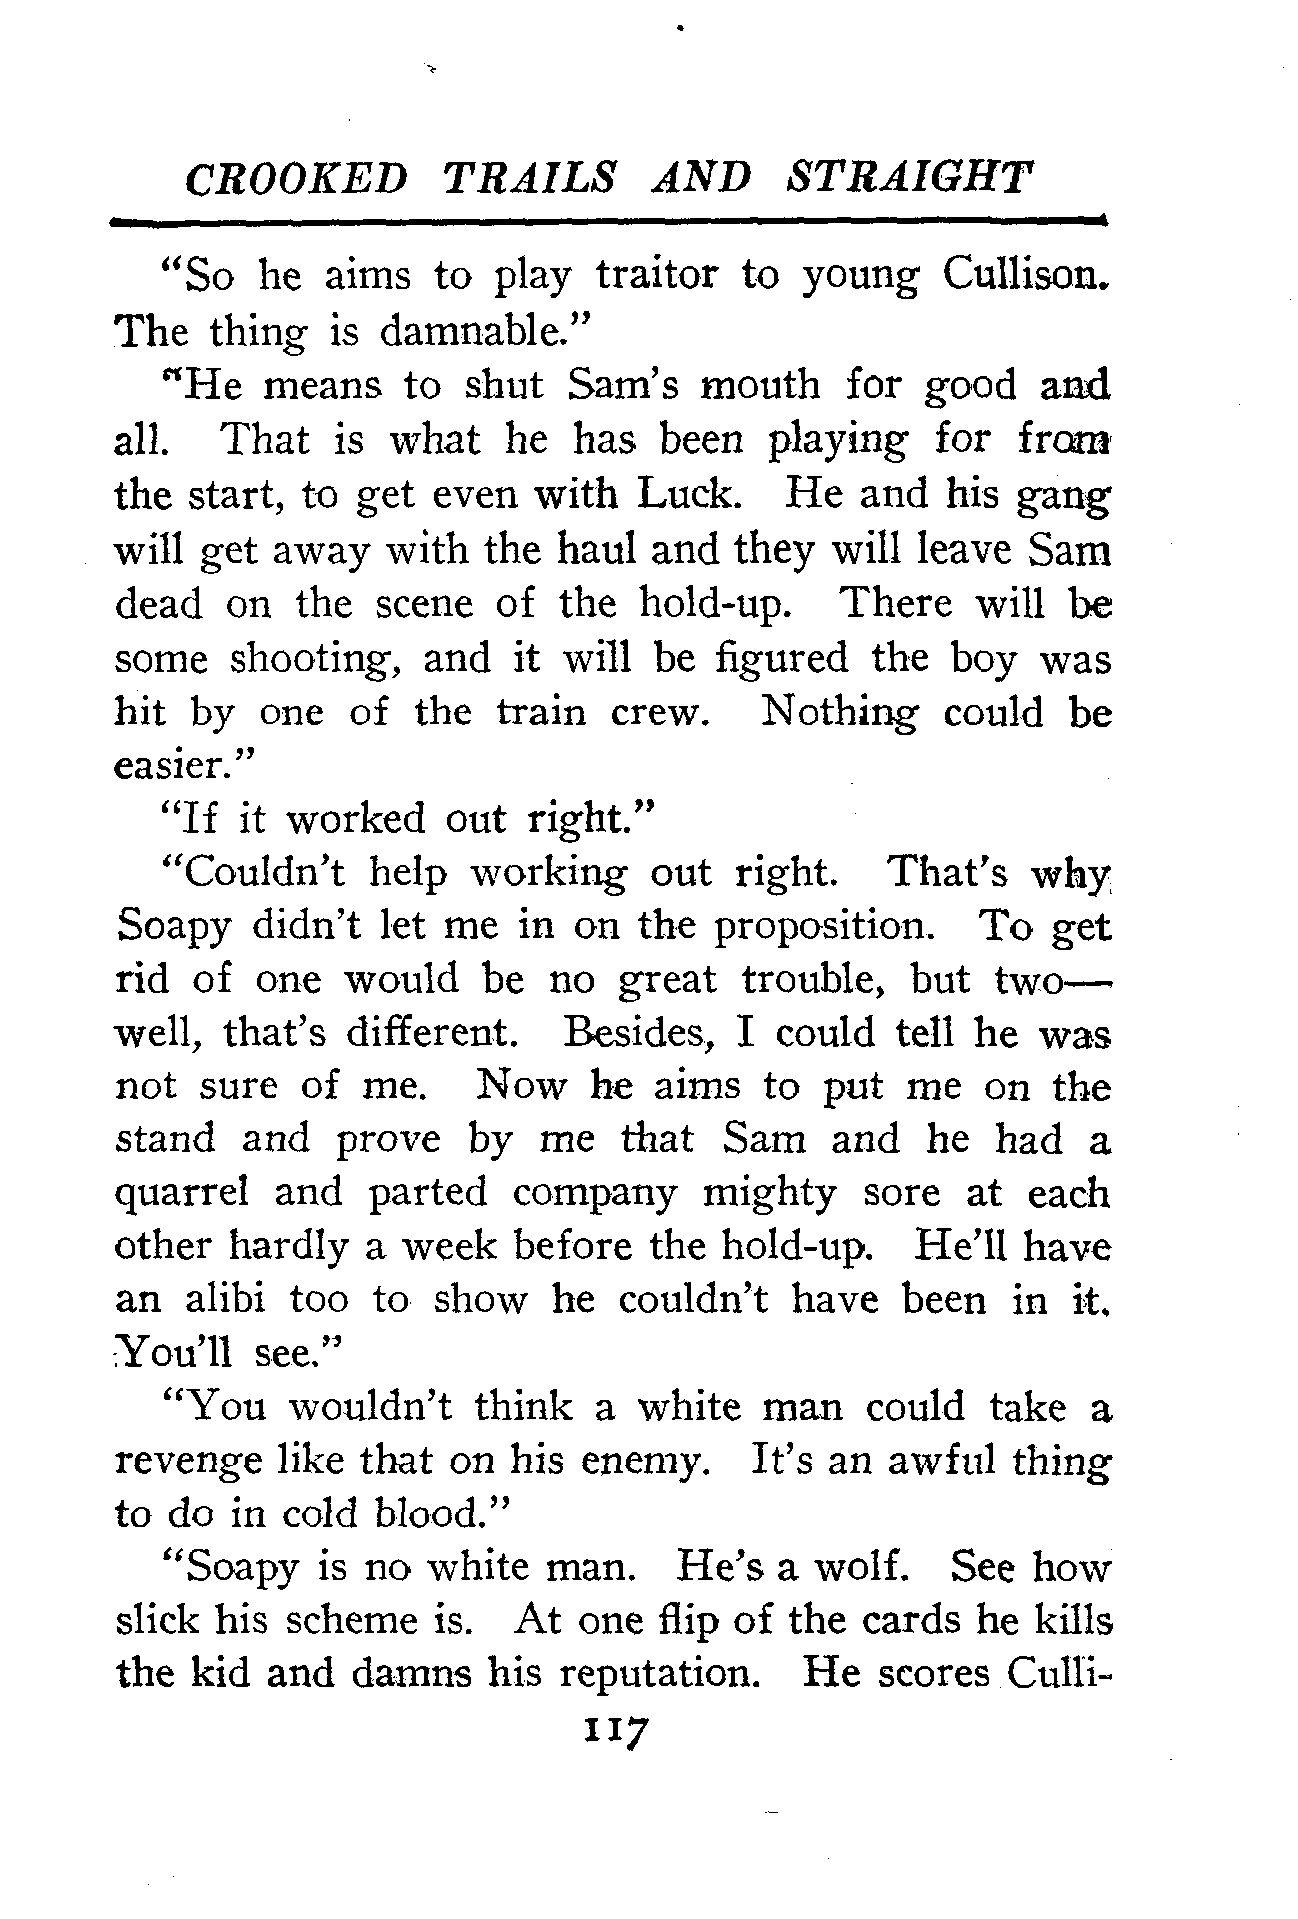 CROOKED TRAILS AND STRAIGHT
"So he aims to play traitor to young Cullison.
The thing is damnable."
"He means to shut Sam's mouth for good and
all. That is what he has been playing for from
the start, to get even with Luck. He and his gang
will get away with the haul and they will leave Sam
dead on the scene of the hold-up. There will be
some shooting, and it will be figured the boy was
hit by one of the train crew. Nothing could be
easier."
"If it worked out right."
"Couldn't help working out right. That's why
Soapy didn't let me in on the proposition. To get
rid of one would be no great trouble, but two—
well, that's different. Besides, I could tell he was
not sure of me. Now he aims to put me on the
stand and prove by me that Sam and he had a
quarrel and parted company mighty sore at each
other hardly a week before the hold-up. He'll have
an alibi too to show he couldn't have been in it.
You'll see."
"You wouldn't think a white man could take a
revenge like that on his enemy. It's an awful thing
to do in cold blood."
"Soapy is no white man. He's a wolf. See how
slick his scheme is. At one flip of the cards he kills
the kid and damns his reputation. He scores Culli-
117